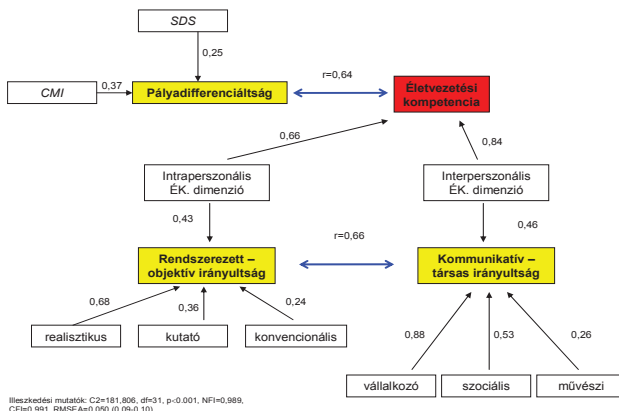 SDS
0,25
r=0,64
CMI
0,37
Pályadifferenciáltság
Életvezetési
kompetencia
0,66
0,84
Intraperszonális
ÉK. dimenzió
Interperszonális
ÉK. dimenzió
0,43
0,46
r=0,66
Rendszerezett –
objektív irányultság
Kommunikatív –
társas irányultság
0,68
0,36
0,24
realisztikus
kutató
konvencionális
0,88
0,53
0,26
vállalkozó
szociális
művészi
Illeszkedési mutatók: C2=181,806, df=31, p<0.001, NFI=0,989,
CFI=0,991, RMSEA=0,050 (0,09-0,10)